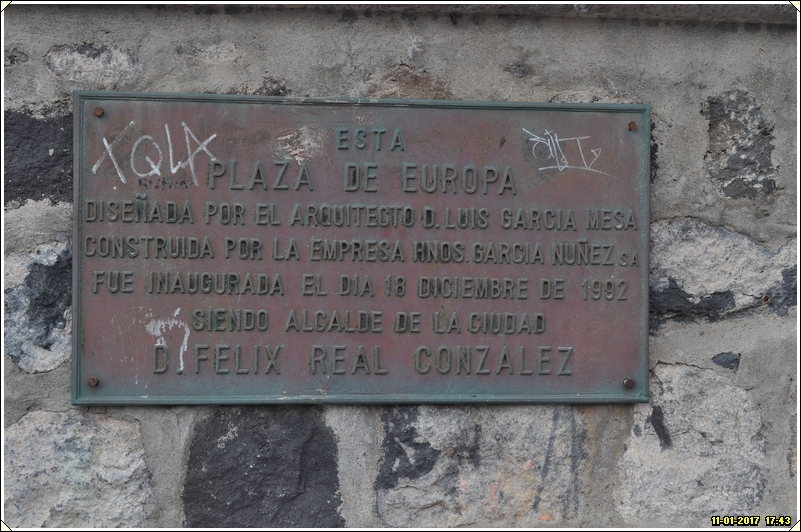 ESTA
PLAZA DE EUROPA
DISEÑADA POR EL ARQUITECTO D. LUIS GARCIA MESA
CONSTRUIDA POR LA EMPRESA HNOS. GARCIA NUÑEZ SA
FUE INAUGURADA EL DIA 18 DICIEMBRE DE 1992
SIENDO ALCALDE DE LA CIUDAD
D. FELIX REAL GONZALEZ
11-01-2017 17:43